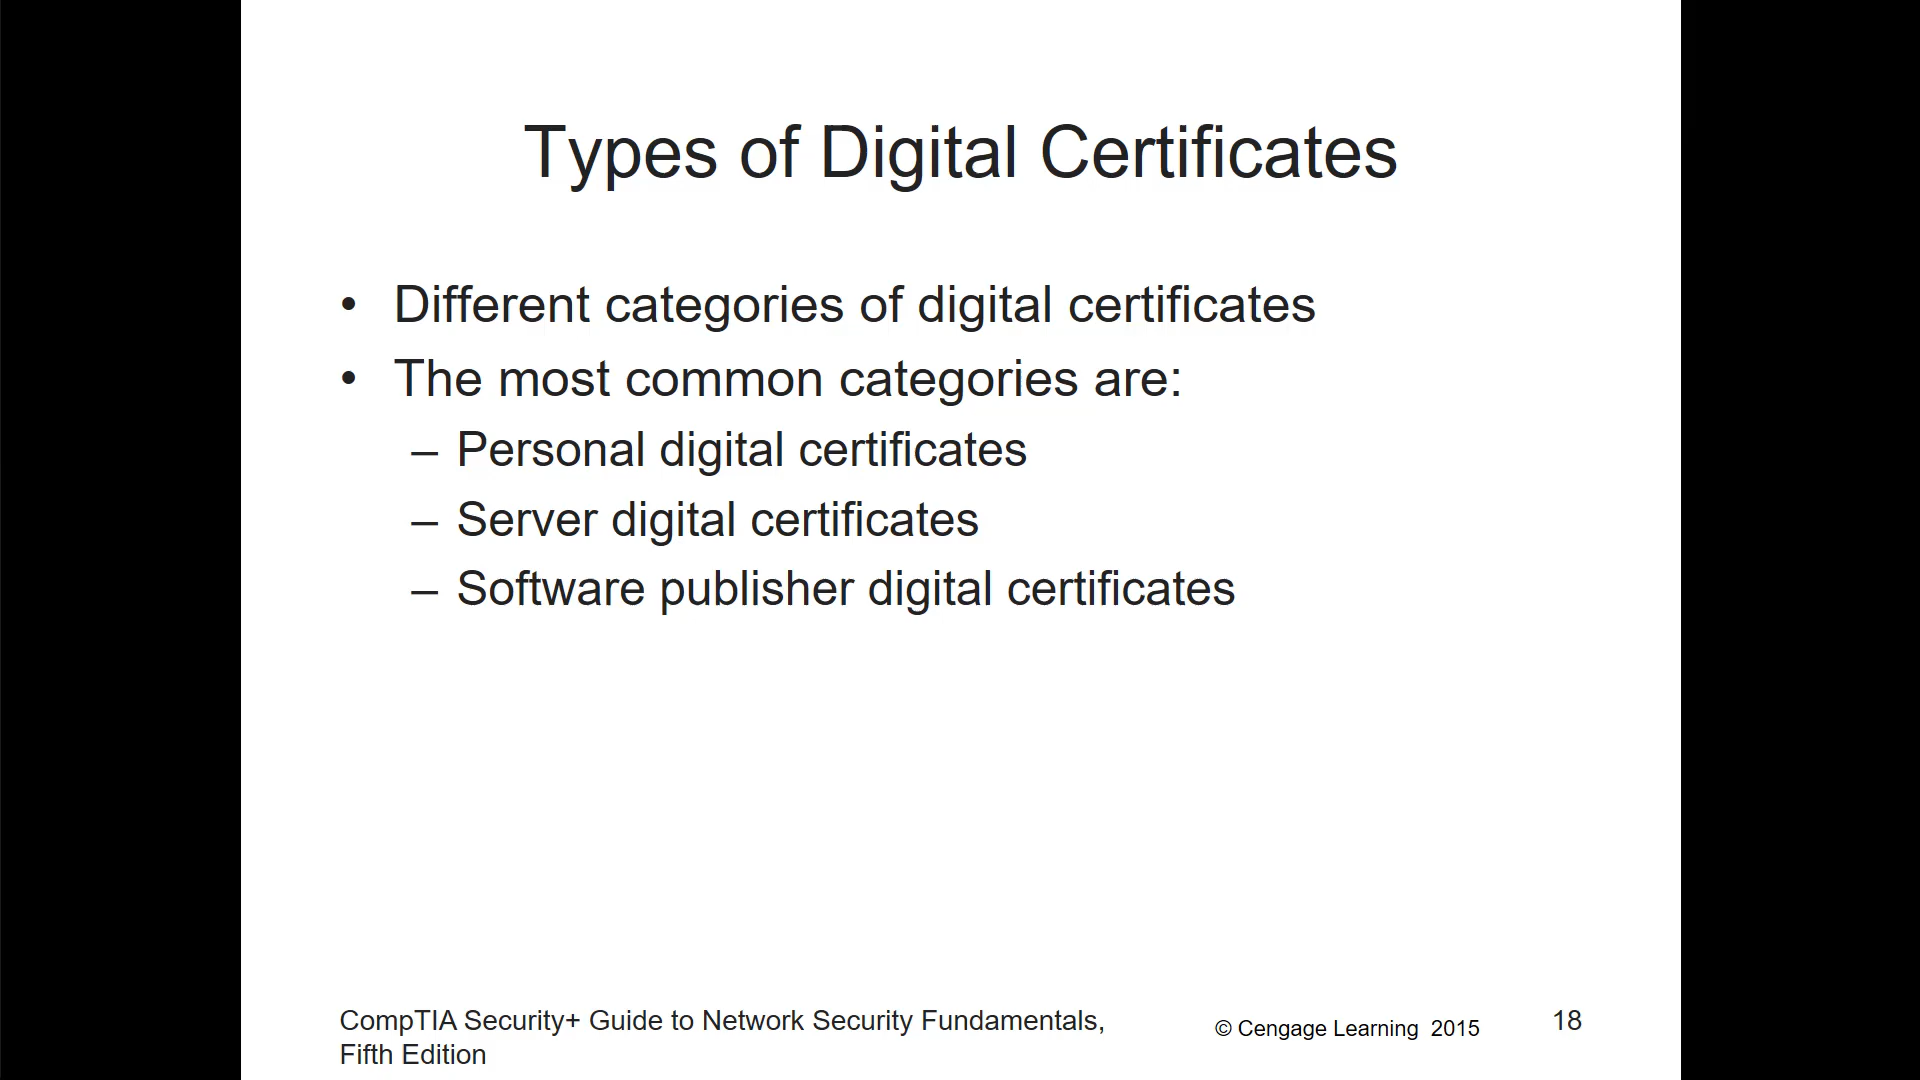 Types of Digital Certificates
• Different categories of digital certificates
• The most common categories are:
– Personal digital certificates
– Server digital certificates
– Software publisher digital certificates
CompTIA Security+ Guide to Network Security Fundamentals,
Fifth Edition
© Cengage Learning 2015
18